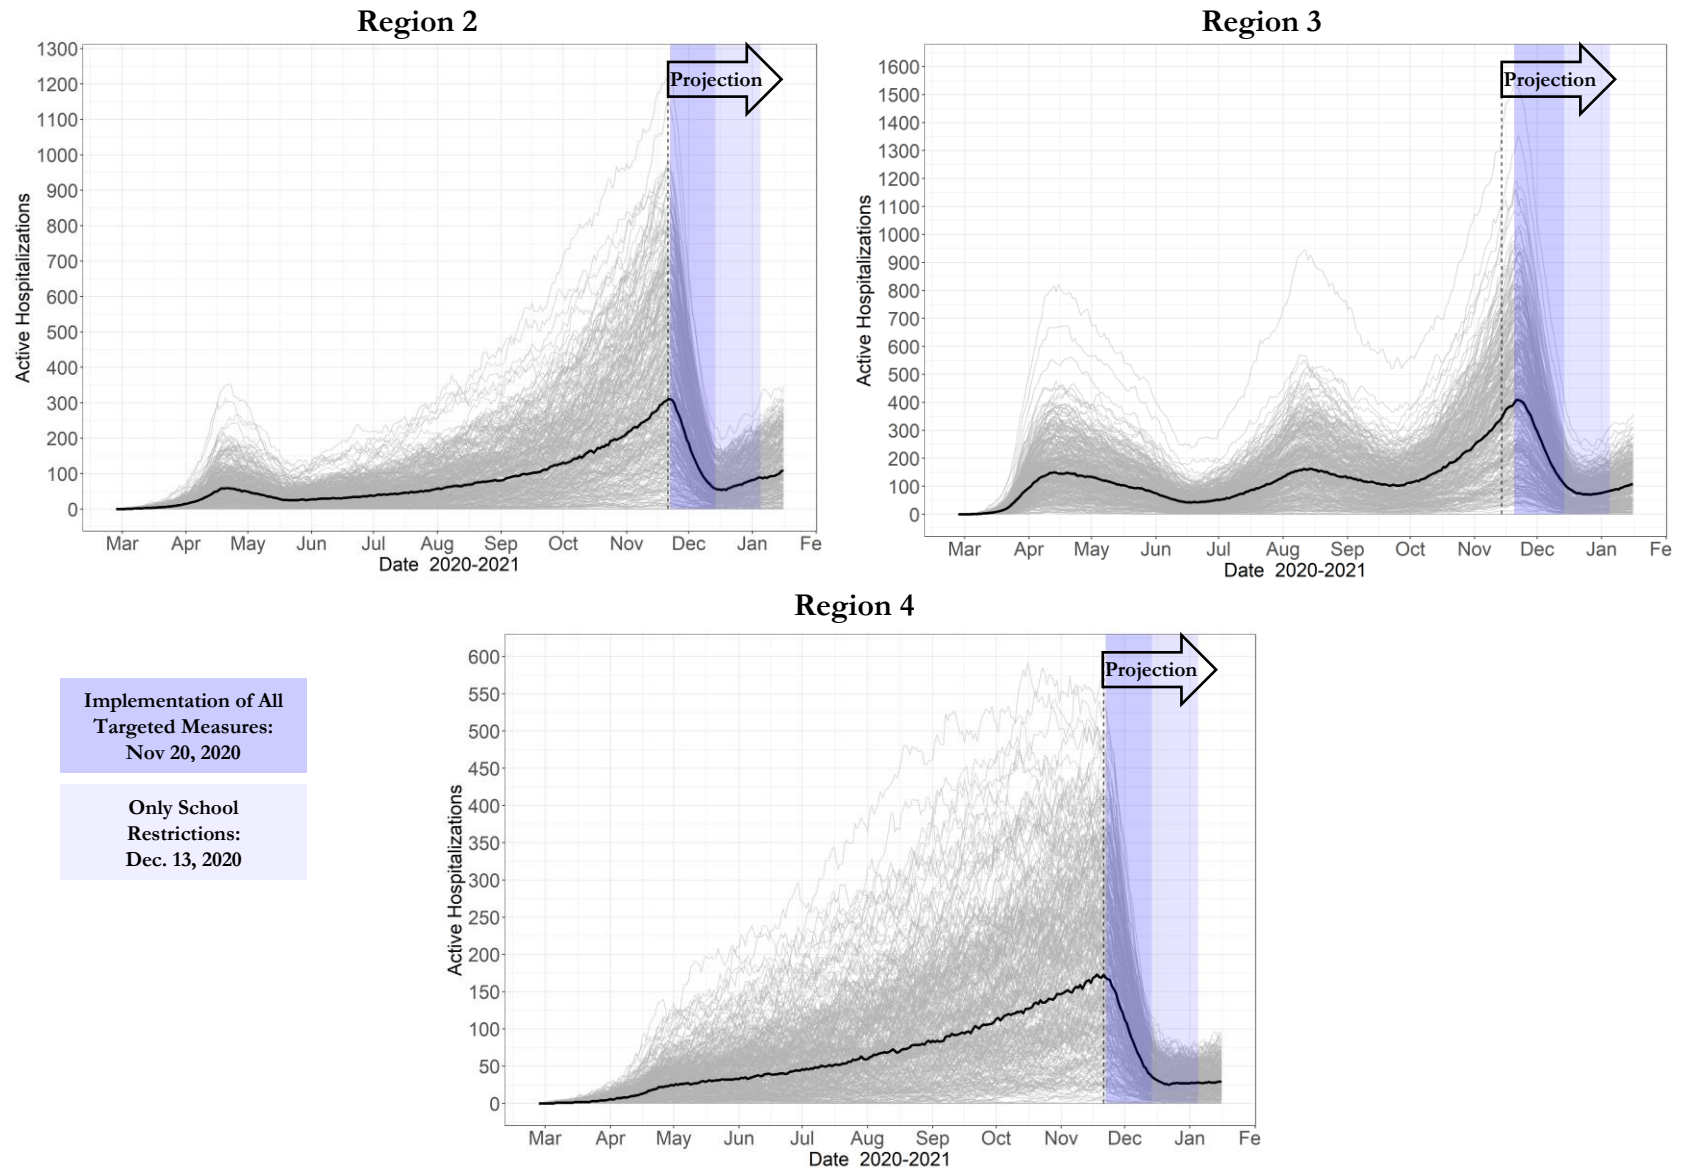 Region 2
1300
1200
1100
1000
900
800
700
600
500
400
300
200
100
0
Active Hospitalizations
Projection
Mar Apr May Jun Jul Aug Sep Oct Nov Dec Jan Fe
Date 2020-2021
Region 3
1600
1500
1400
1300
1200
1100
1000
900
800
700
600
500
400
300
200
100
0
Active Hospitalizations
Projection
Mar Apr May Jun Jul Aug Sep Oct Nov Dec Jan Fe
Date 2020-2021
Implementation of All
Targeted Measures:
Nov 20, 2020
Only School
Restrictions:
Dec. 13, 2020
Region 4
600
550
500
450
400
350
300
250
200
150
100
50
0
Active Hospitalizations
Projection
Mar Apr May Jun Jul Aug Sep Oct Nov Dec Jan Fe
Date 2020-2021